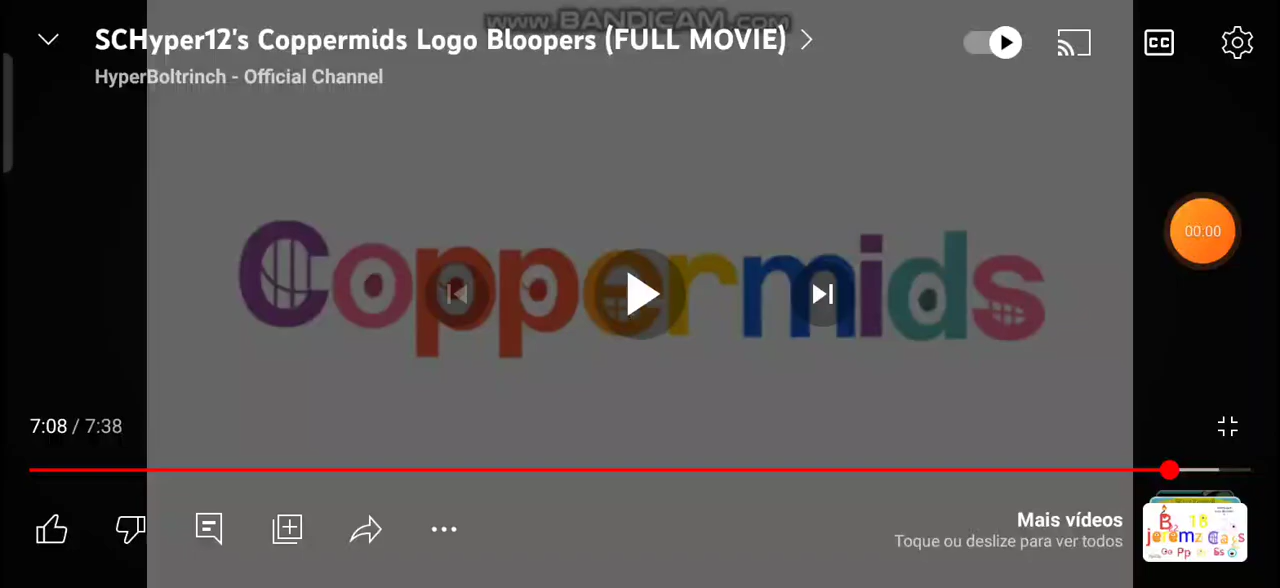 www.BANDICAM.com
SCHyper12's Coppermids Logo Bloopers (FULL MOVIE)
HyperBoltrinch - Official Channel
CC
00:00
Coppermids
7:08 / 7:38
Mais vídeos
Toque ou deslize para ver todos